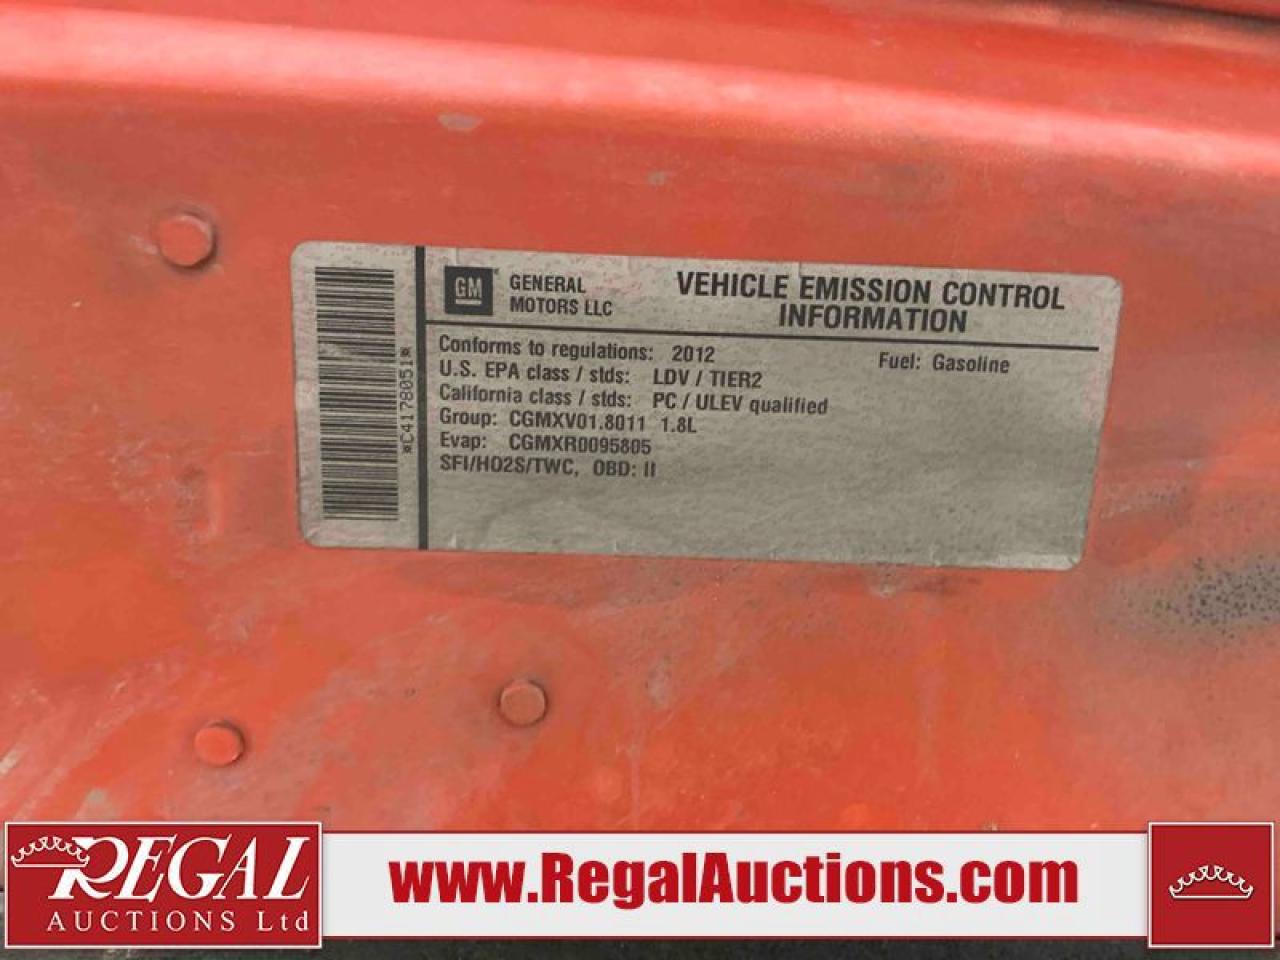 GM
GENERAL
MOTORS LLC
VEHICLE EMISSION CONTROL
INFORMATION
Conforms to regulations: 2012
Fuel: Gasoline
U.S. EPA class / stds: LDV / TIER2
California class / stds: PC / ULEV qualified
Group: CGMXV01.8011 1.8L
Evap: CGMXR0095805
SFI/HO2S/TWC, OBD: II
*C4178051*
REGAL
AUCTIONS Ltd
www.RegalAuctions.com